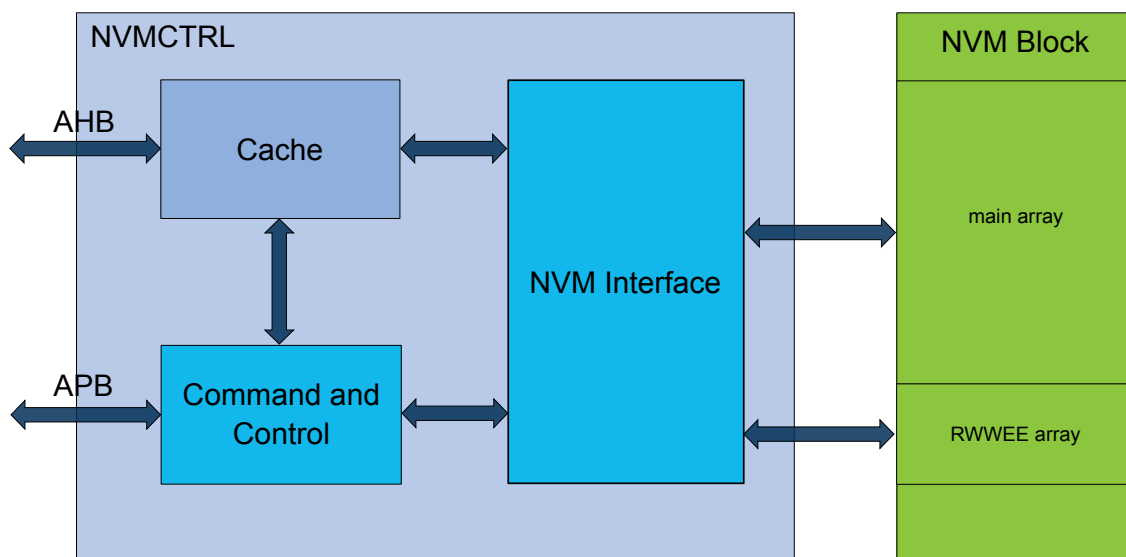 NVMCTRL
NVM Block
AHB
Cache
main array
NVM Interface
APB
Command and
Control
RWWEE array